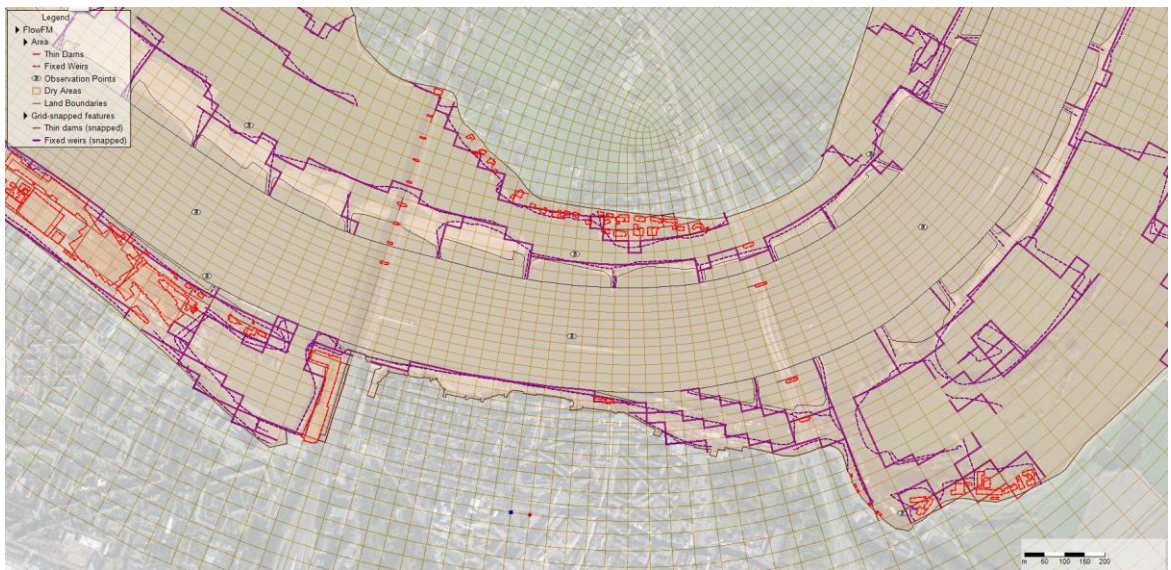 Legend
FlowFM
Area
Thin Dams
Fixed Weirs
Observation Points
Dry Areas
Land Boundaries
Grid-snapped features
Thin dams (snapped)
Fixed weirs (snapped)
m 50 100 150 200